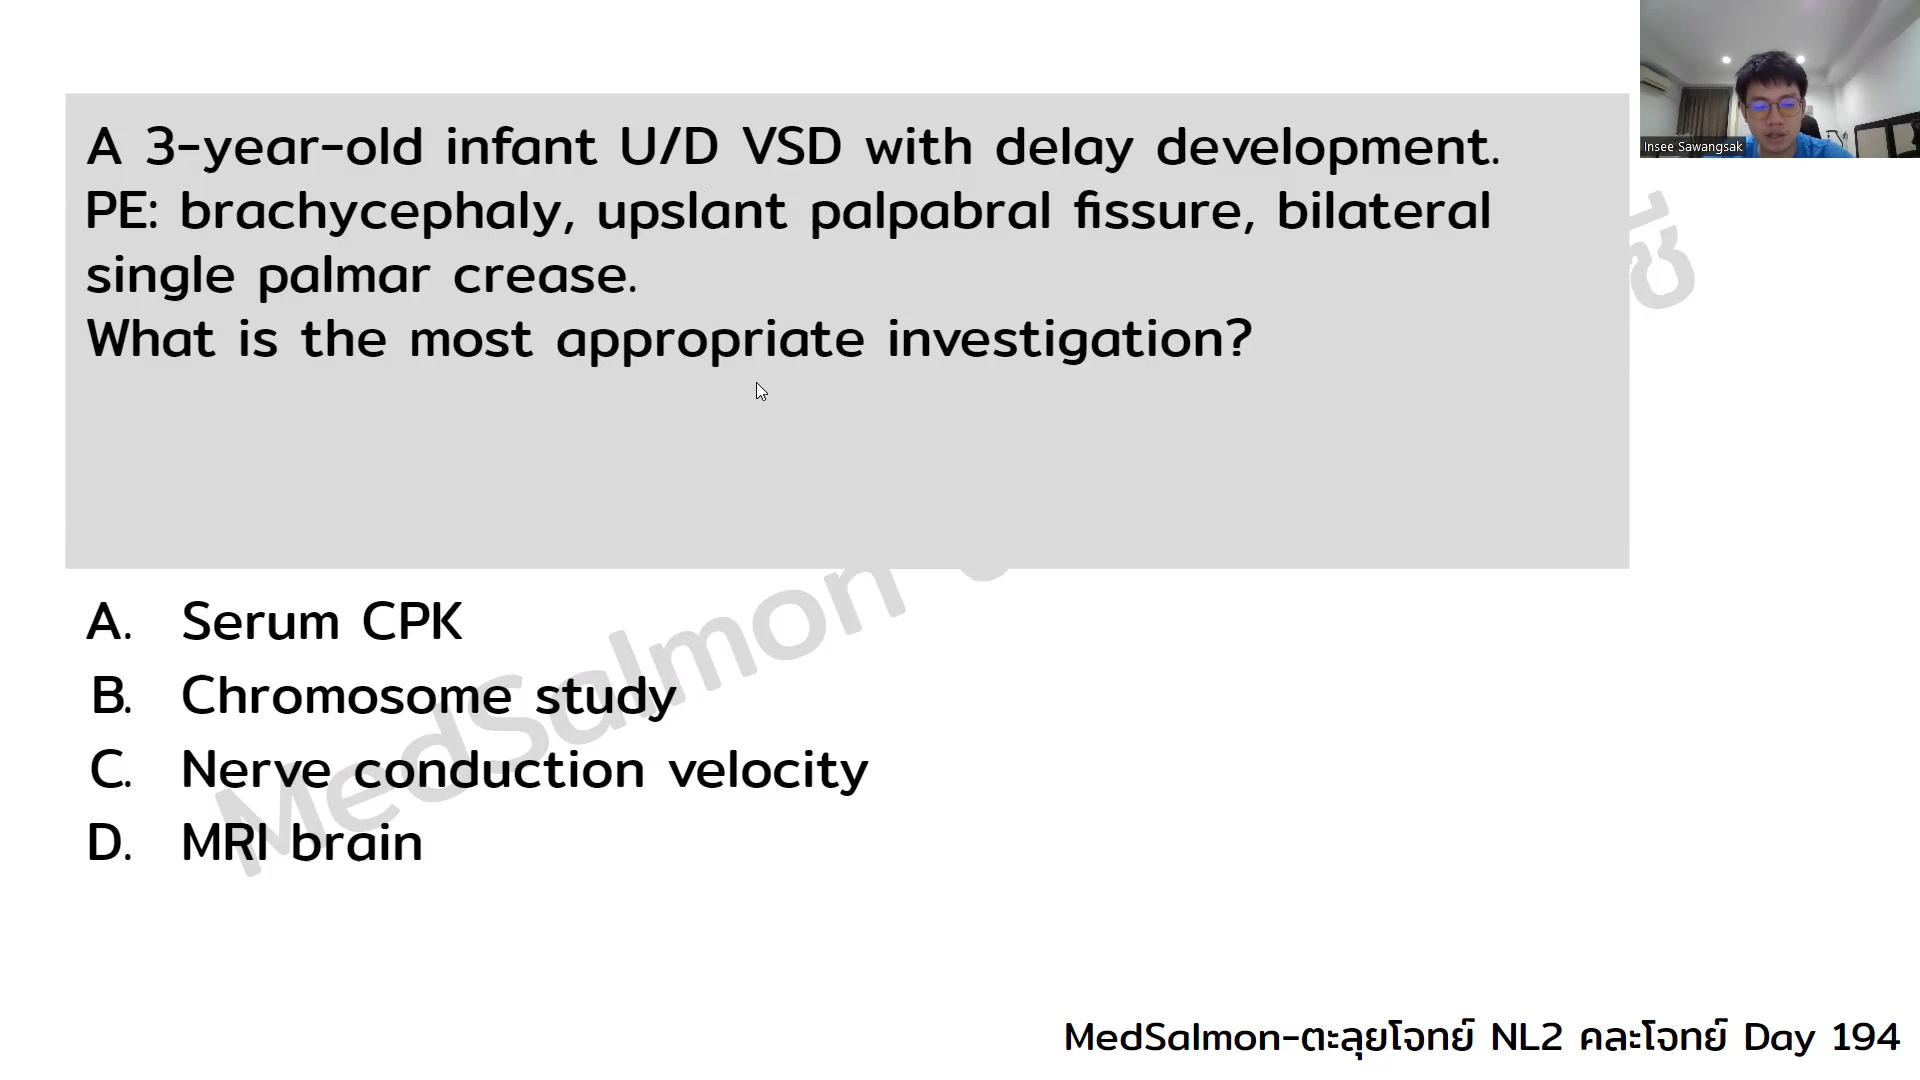 Insee Sawangsak
A 3-year-old infant U/D VSD with delay development.
PE: brachycephaly, upslant palpabral fissure, bilateral
single palmar crease.
What is the most appropriate investigation?
A. Serum CPK
B. Chromosome study
C. Nerve conduction velocity
D. MRI brain
MedSalmon
MedSalmon-ตะลุยโจทย์ NL2 คละโจทย์ Day 194